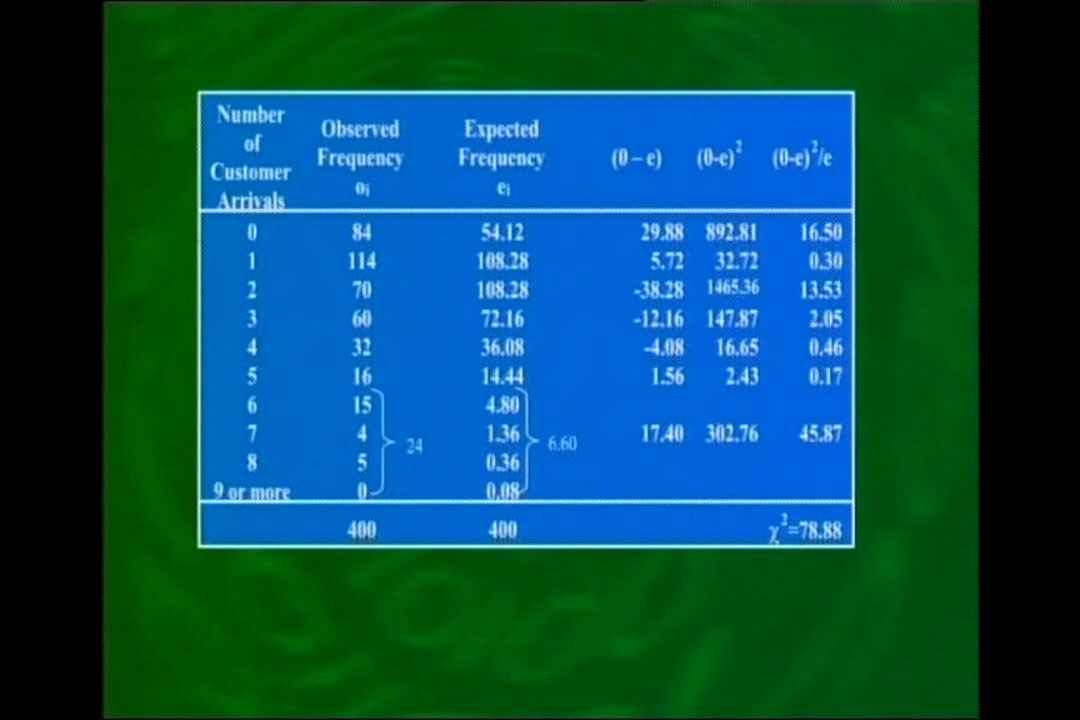 Number of Customer Arrivals Observed Frequency oi Expected Frequency ei (0 – e) (0-e)² (0-e)²/e
0 84 54.12 29.88 892.81 16.50
1 114 108.28 5.72 32.72 0.30
2 70 108.28 -38.28 1465.36 13.53
3 60 72.16 -12.16 147.87 2.05
4 32 36.08 -4.08 16.65 0.46
5 16 14.44 1.56 2.43 0.17
6 15 4.80
7 4 24 1.36 6.60 17.40 302.76 45.87
8 5 0.36
9 or more 0 0.08
400 400 χ²=78.88